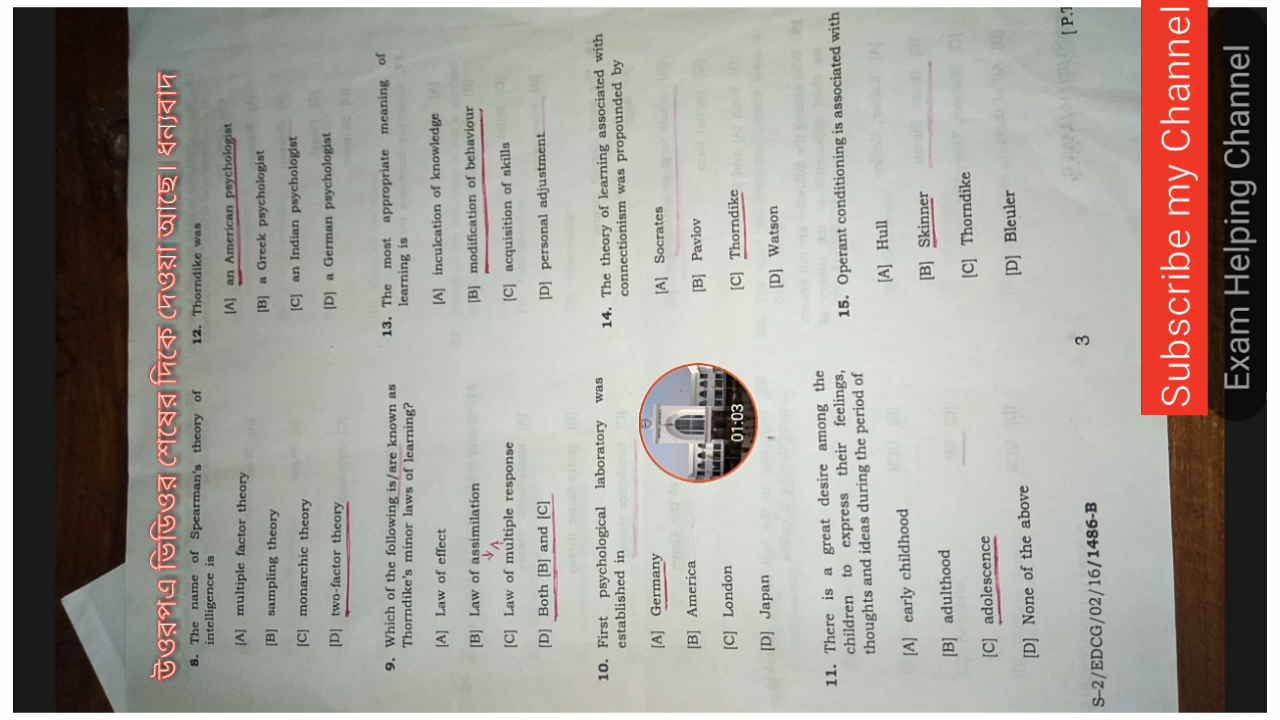 উওরপএ ভিডিওর শেষের দিকে দেওয়া আছে। ধন্যবাদ
8. The name of Spearman's theory of
intelligence is
[A] multiple factor theory
[B] sampling theory
[C] monarchic theory
[D] two-factor theory
9. Which of the following is/are known as
Thorndike's minor laws of learning?
[A] Law of effect
[B] Law of assimilation
[C] Law of multiple response
[D] Both [B] and [C]
10. First psychological laboratory was
established in
[A] Germany
[B] America
[C] London
[D] Japan
11. There is a great desire among the
children to express their feelings,
thoughts and ideas during the period of
[A] early childhood
[B] adulthood
[C] adolescence
[D] None of the above
S-2/EDCG/02/16/1486-B
12. Thorndike was
[A] an American psychologist
[B] a Greek psychologist
[C] an Indian psychologist
[D] a German psychologist
13. The most appropriate meaning of
learning is
[A] inculcation of knowledge
[B] modification of behaviour
[C] acquisition of skills
[D] personal adjustment
14. The theory of learning associated with
connectionism was propounded by
[A] Socrates
[B] Pavlov
[C] Thorndike
[D] Watson
15. Operant conditioning is associated with
[A] Hull
[B] Skinner
[C] Thorndike
[D] Bleuler
3
[ P.T
01:03
Subscribe my Channel
Exam Helping Channel